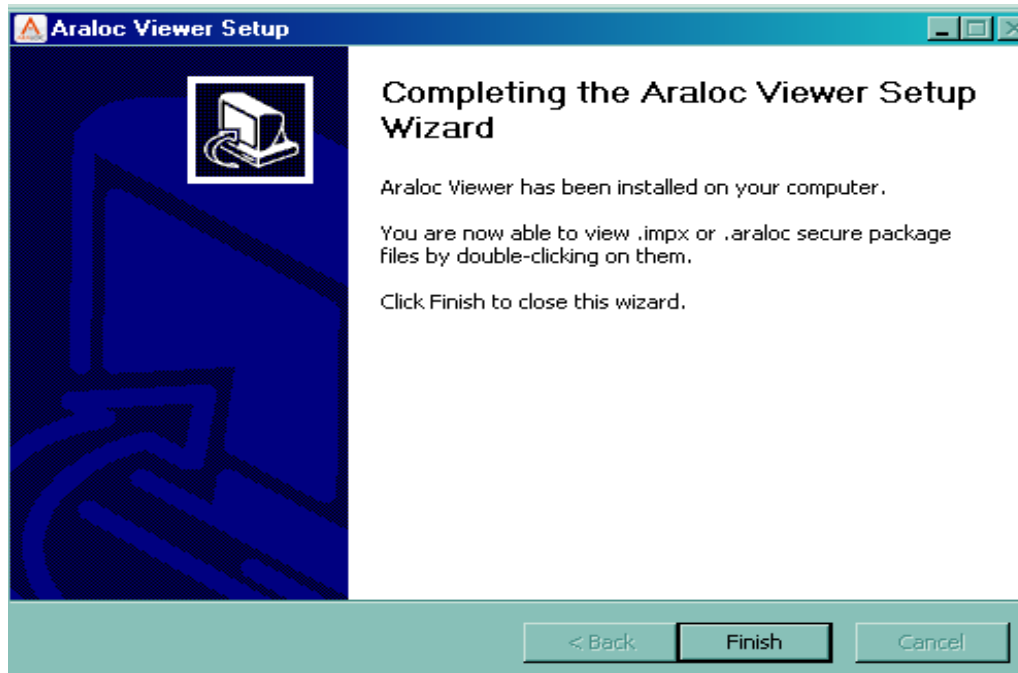 Araloc Viewer Setup
Completing the Araloc Viewer Setup
Wizard
Araloc Viewer has been installed on your computer.
You are now able to view .impx or .araloc secure package
files by double-clicking on them.
Click Finish to close this wizard.
< Back
Finish
Cancel